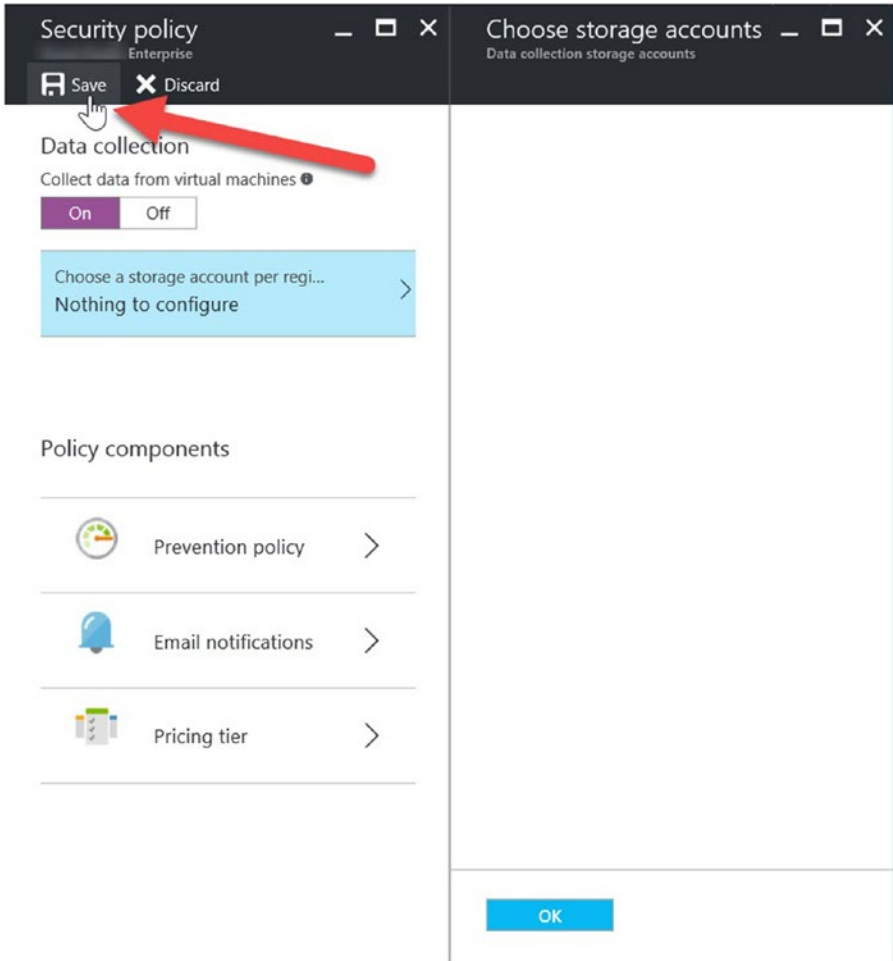 Security policy
Enterprise
Save
Discard
Data collection
Collect data from virtual machines
On
Off
Choose a storage account per regi...
Nothing to configure
Policy components
Prevention policy
Email notifications
Pricing tier
Choose storage accounts
Data collection storage accounts
OK